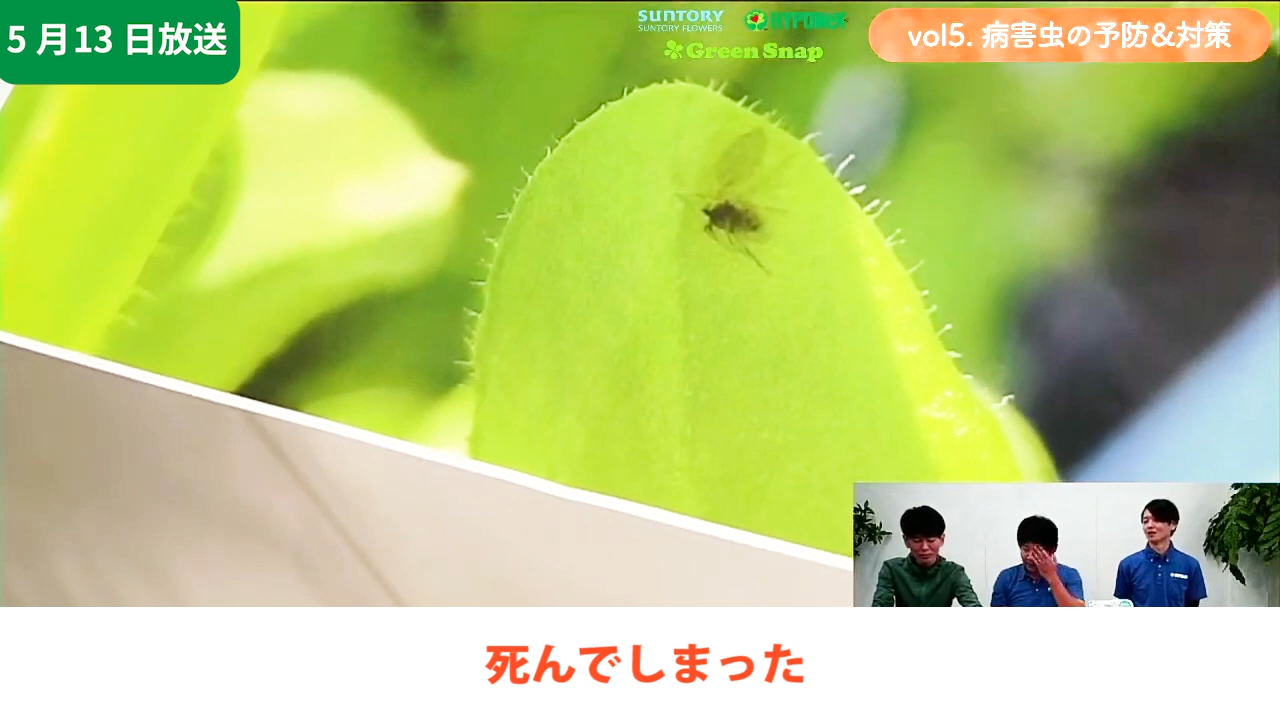 5月13日放送
SUNTORY
SUNTORY FLOWERS
HYPONeX
Green Snap
vol5. 病害虫の予防&対策
死んでしまった